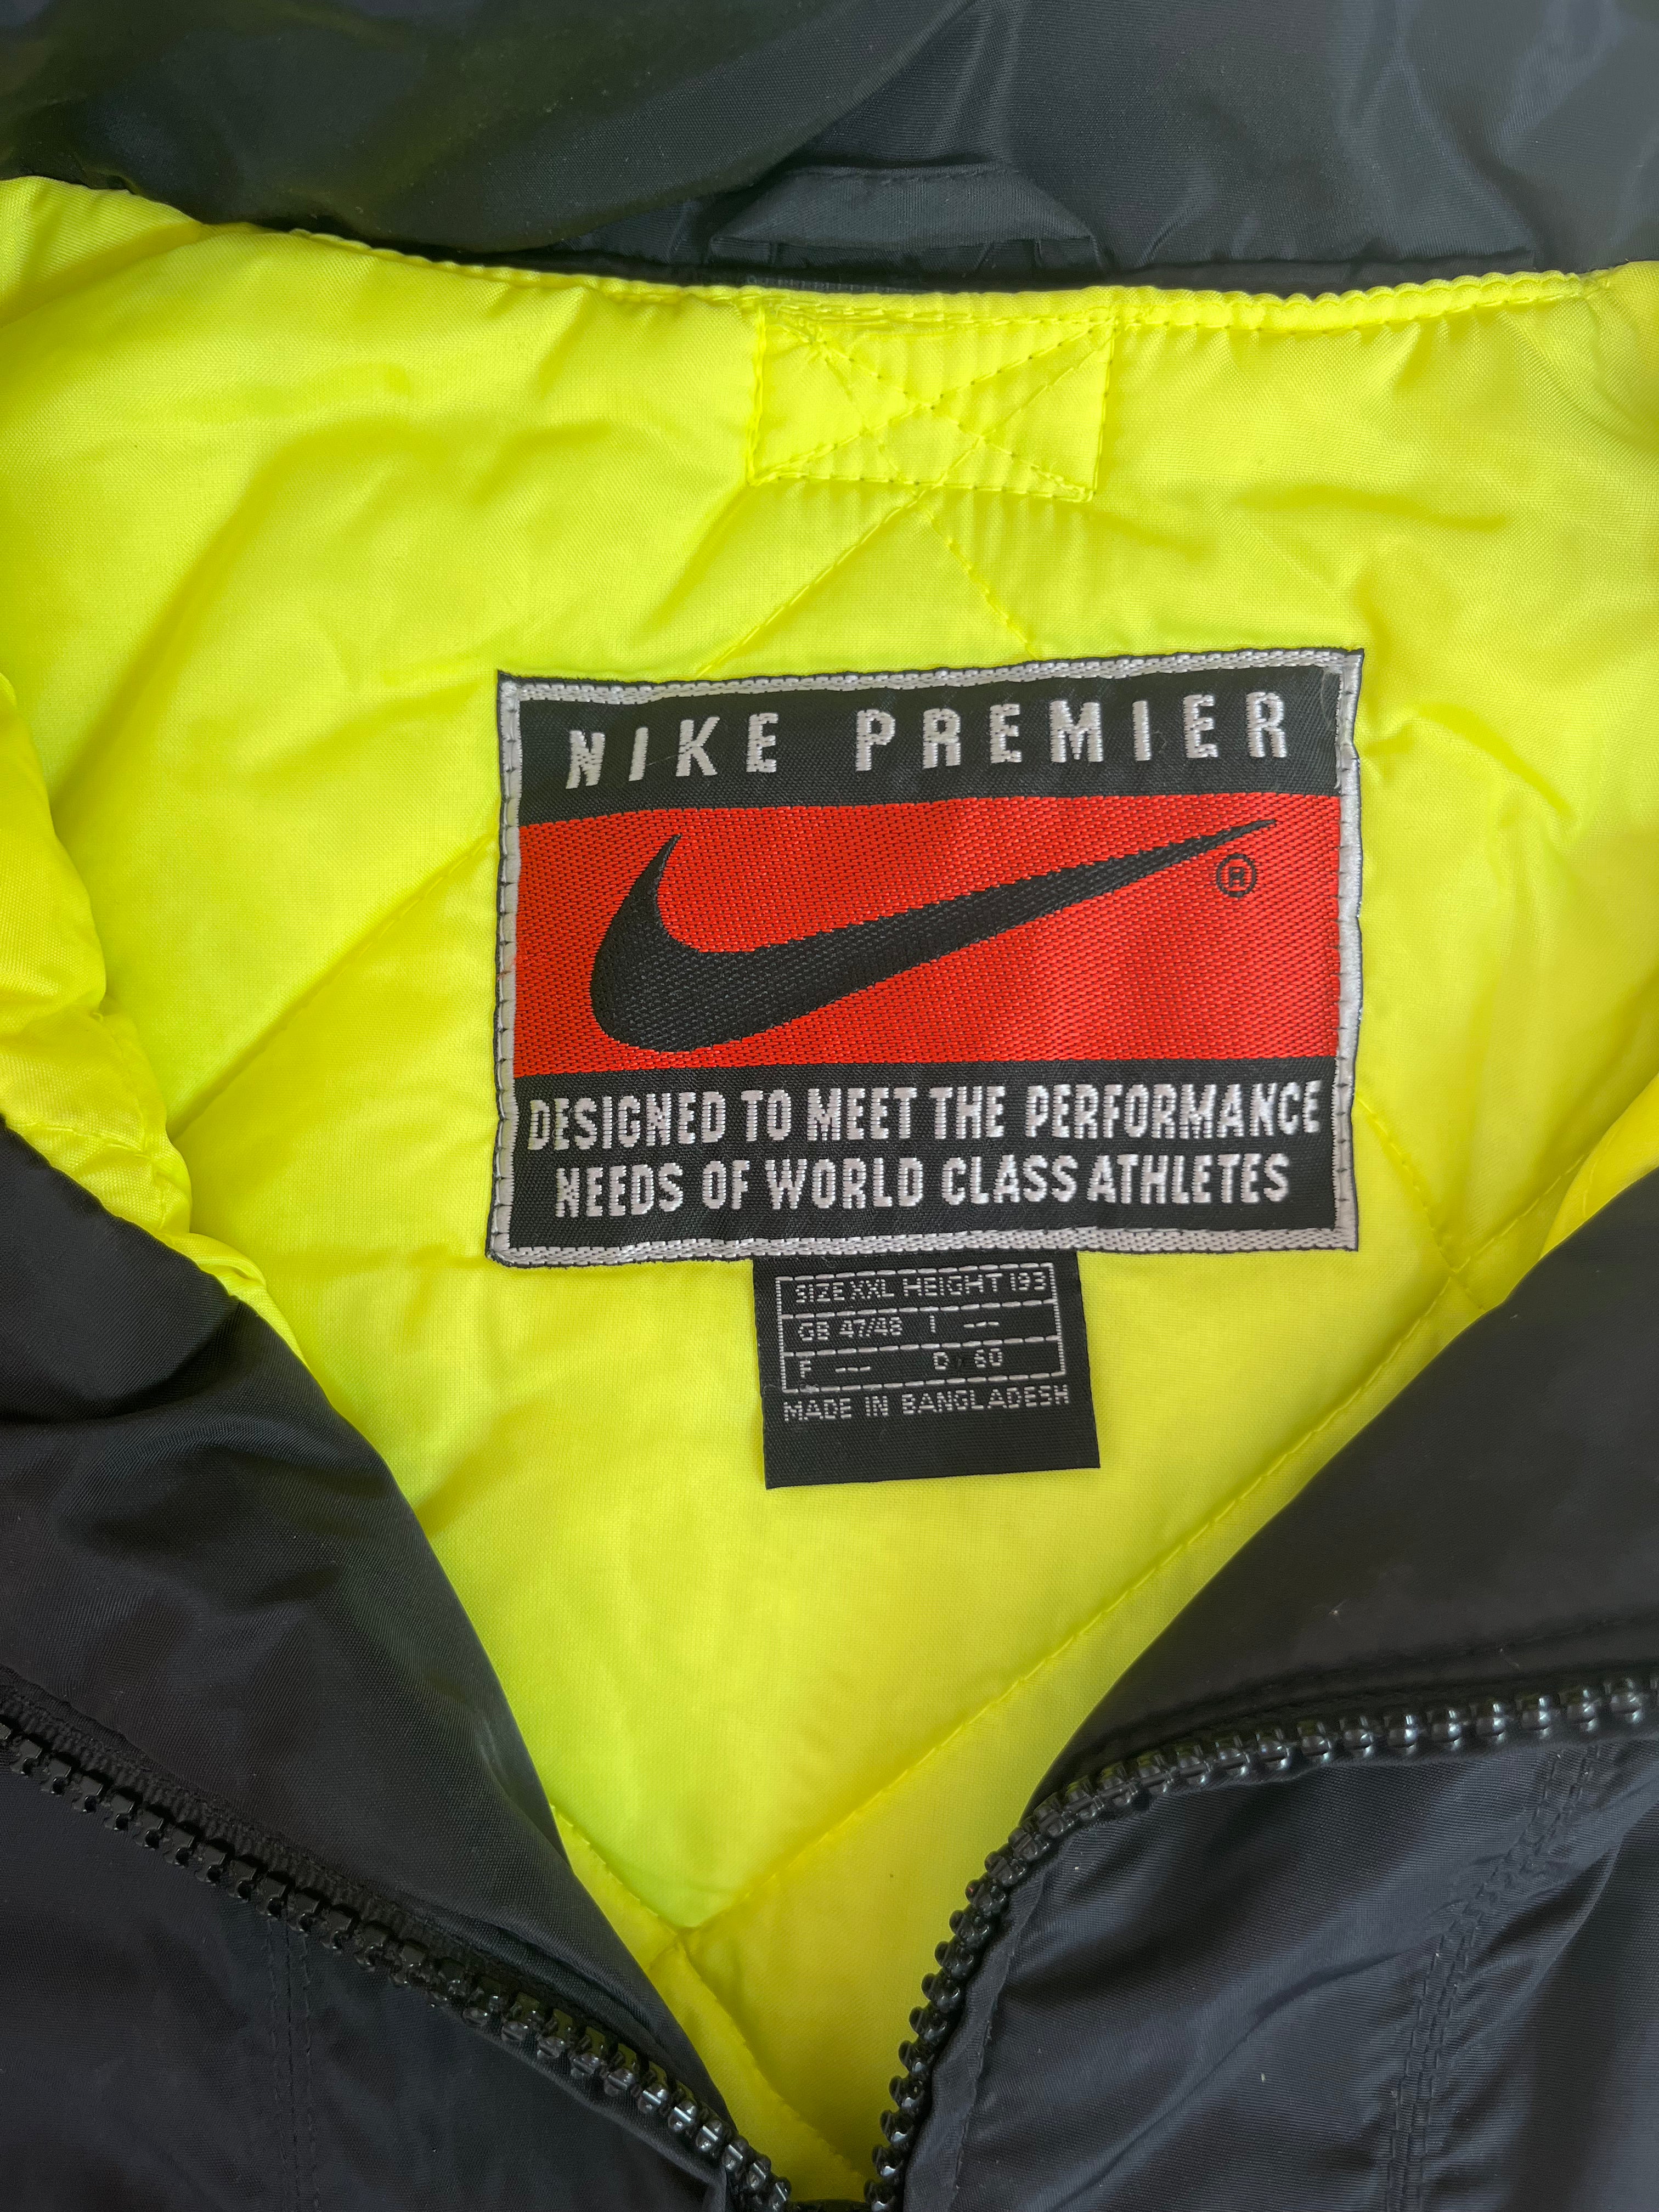 NIKE PREMIER
®
DESIGNED TO MEET THE PERFORMANCE
NEEDS OF WORLD CLASS ATHLETES
SIZE XXL HEIGHT 193
GB 47/48 I ---
F --- D 60
MADE IN BANGLADESH